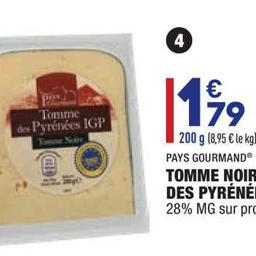 Pays
Gourmand
Tomme
des Pyrénées IGP
Tomme Noire
200g e
4
1€79
200 g (8,95 € le kg)
PAYS GOURMAND®
TOMME NOIR
DES PYRÉNÉ
28% MG sur pro